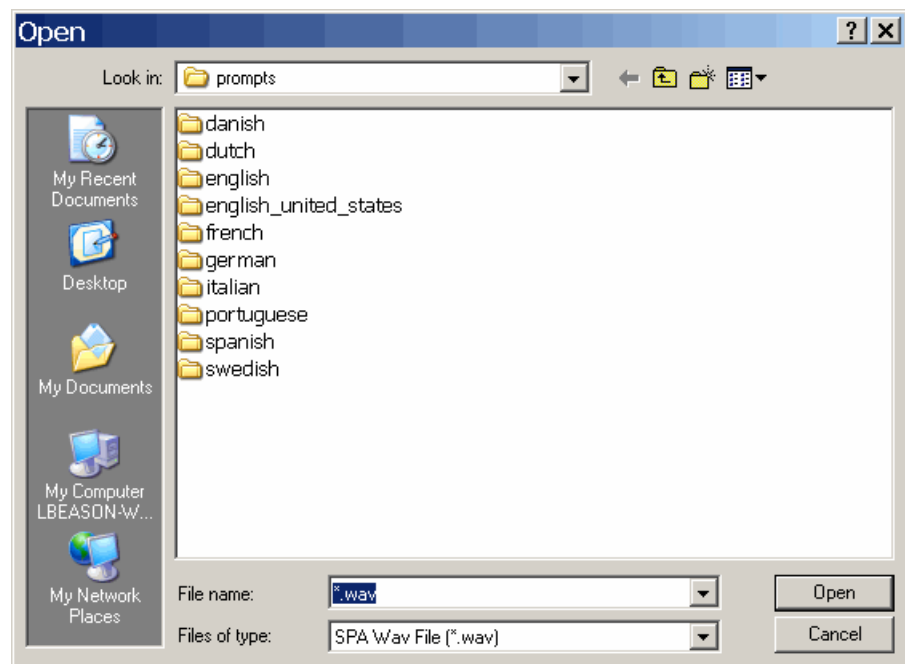 Open
Look in:
prompts
My Recent
Documents
Desktop
My Documents
My Computer
LBEASON-W...
My Network
Places
danish
dutch
english
english_united_states
french
german
italian
portuguese
spanish
swedish
File name:
*.wav
Open
Files of type:
SPA Wav File (*.wav)
Cancel